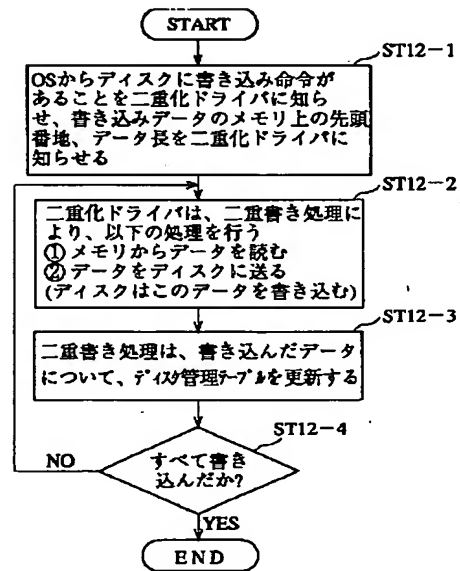 START
ST12-1
OSからディスクに書き込み命令が
あることを二重化ドライバに知ら
せ、書き込みデータのメモリ上の先頭
番地、データ長を二重化ドライバに
知らせる
ST12-2
二重化ドライバは、二重書き処理に
より、以下の処理を行う
①メモリからデータを読む
②データをディスクに送る
(ディスクはこのデータを書き込む)
ST12-3
二重書き処理は、書き込んだデータ
について、ディスク管理テーブルを更新する
ST12-4
すべて書き
込んだか?
NO
YES
END